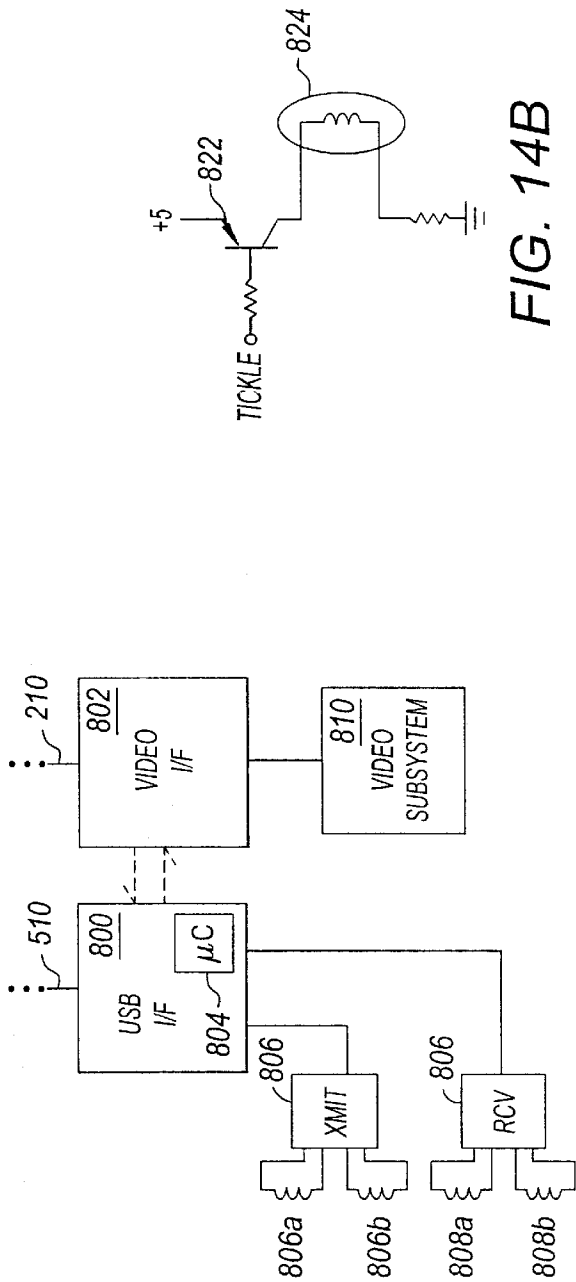 510
210
800
USB
I/F
802
VIDEO
I/F
µC
804
806
XMIT
810
VIDEO
SUBSYSTEM
806
RCV
806a
806b
808a
808b
+5
822
824
TICKLE
FIG. 14B